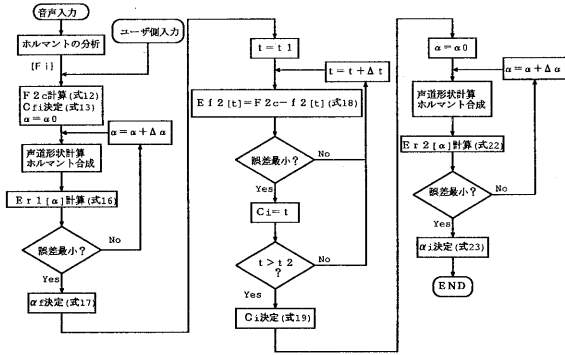 音声入力
ホルマントの分析
ユーザ側入力
{Fi}
F2c計算(式12)
Cfi決定(式13)
α=α0
α=α+Δα
声道形状計算
ホルマント合成
Er1[α]計算(式16)
誤差最小?
No
Yes
αf決定(式17)
t=t1
t=t+Δt
Ef2[t]=F2c-f2[t](式18)
誤差最小?
No
Yes
Ci=t
t>t2
?
No
Yes
Ci決定(式19)
α=α0
α=α+Δα
声道形状計算
ホルマント合成
Er2[α]計算(式22)
誤差最小?
No
Yes
αi決定(式23)
END